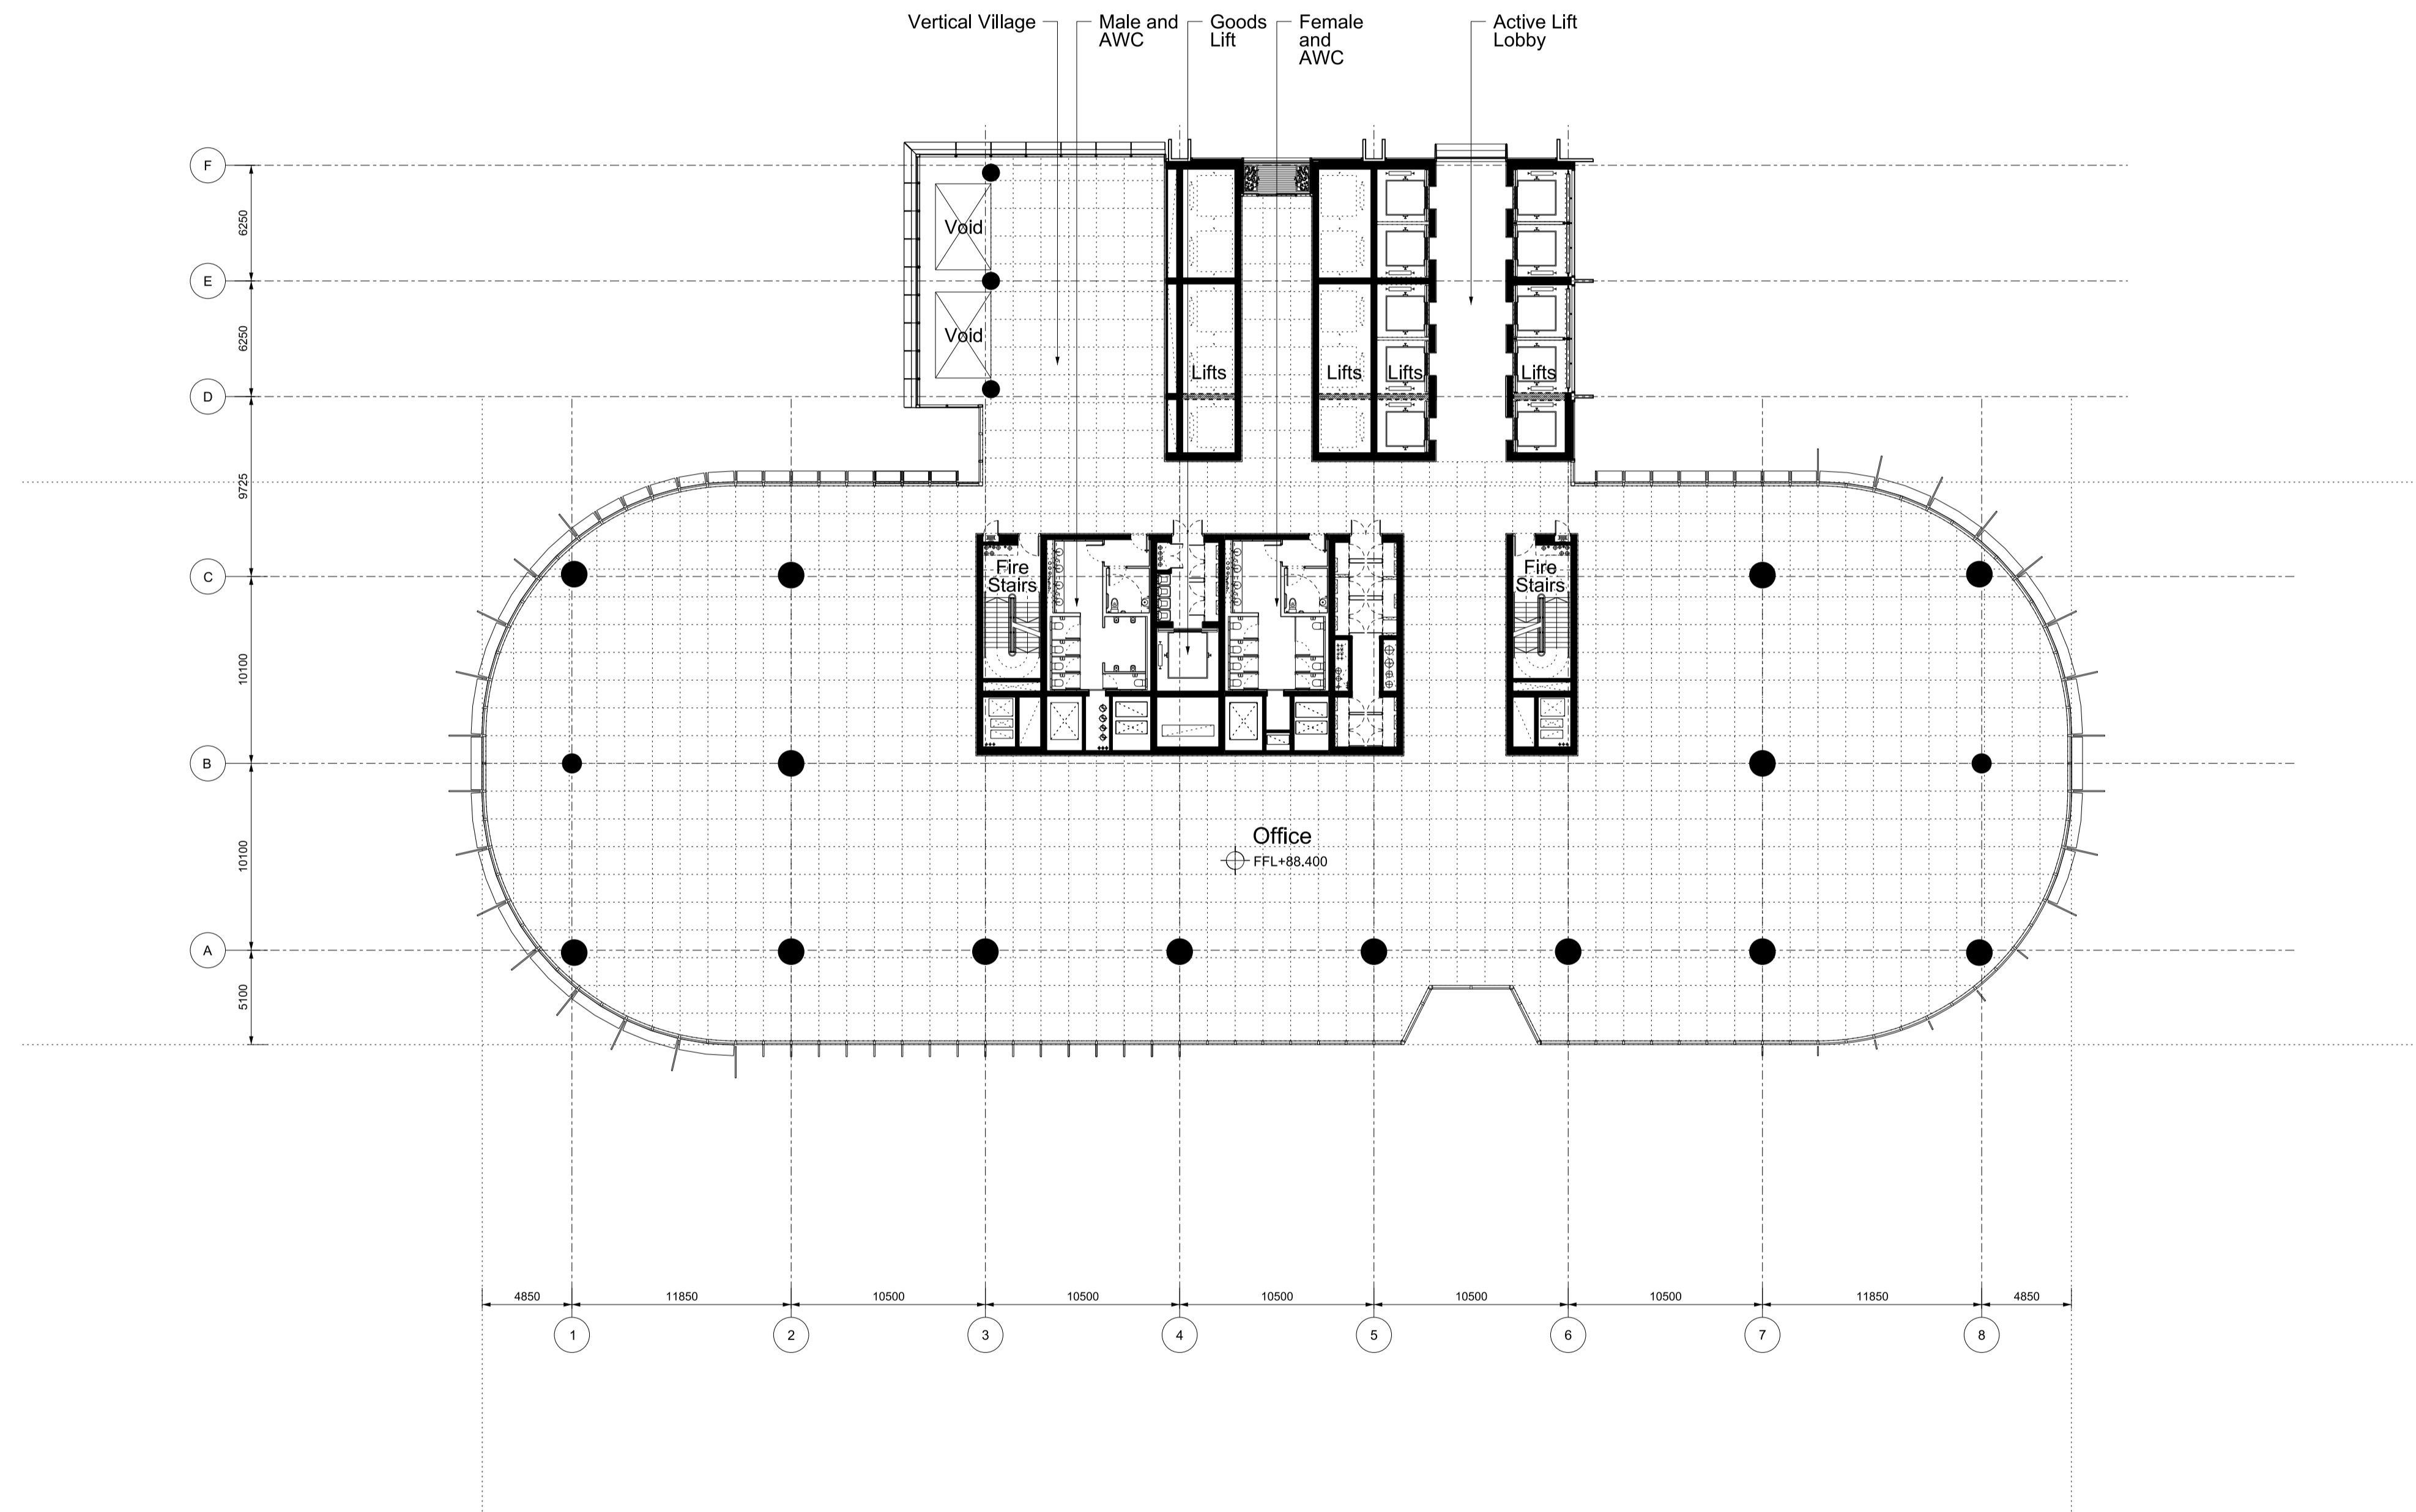 Vertical Village
Male and
AWC
Goods
Lift
Female
and
AWC
Active Lift
Lobby
F
6250
Void
E
6250
Void
Lifts
Lifts
Lifts
Lifts
D
9725
Fire
Stairs
Fire
Stairs
C
10100
B
10100
Office
FFL+88.400
A
5100
4850
11850
10500
10500
10500
10500
10500
11850
4850
1
2
3
4
5
6
7
8